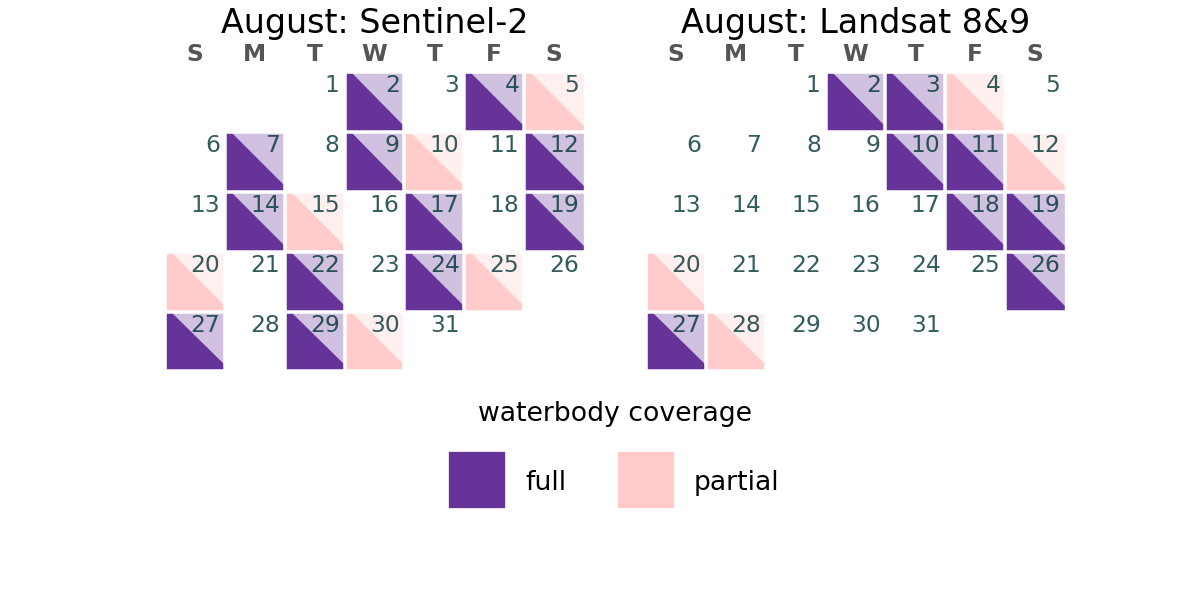 August: Sentinel-2
S M T W T F S
1 2 3 4 5
6 7 8 9 10 11 12
13 14 15 16 17 18 19
20 21 22 23 24 25 26
27 28 29 30 31
August: Landsat 8&9
S M T W T F S
1 2 3 4 5
6 7 8 9 10 11 12
13 14 15 16 17 18 19
20 21 22 23 24 25 26
27 28 29 30 31
waterbody coverage
full
partial